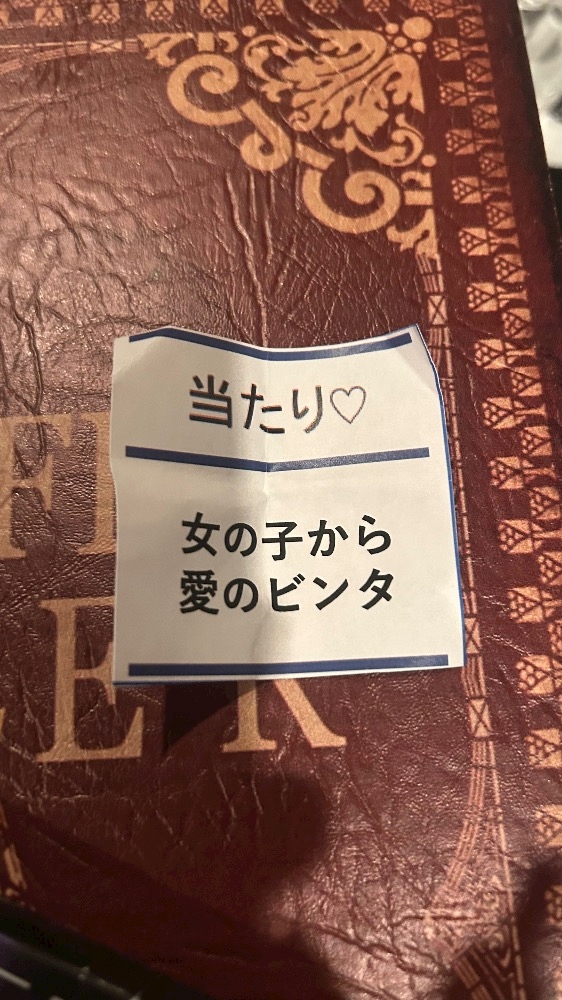 当たり♡
女の子から
愛のビンタ